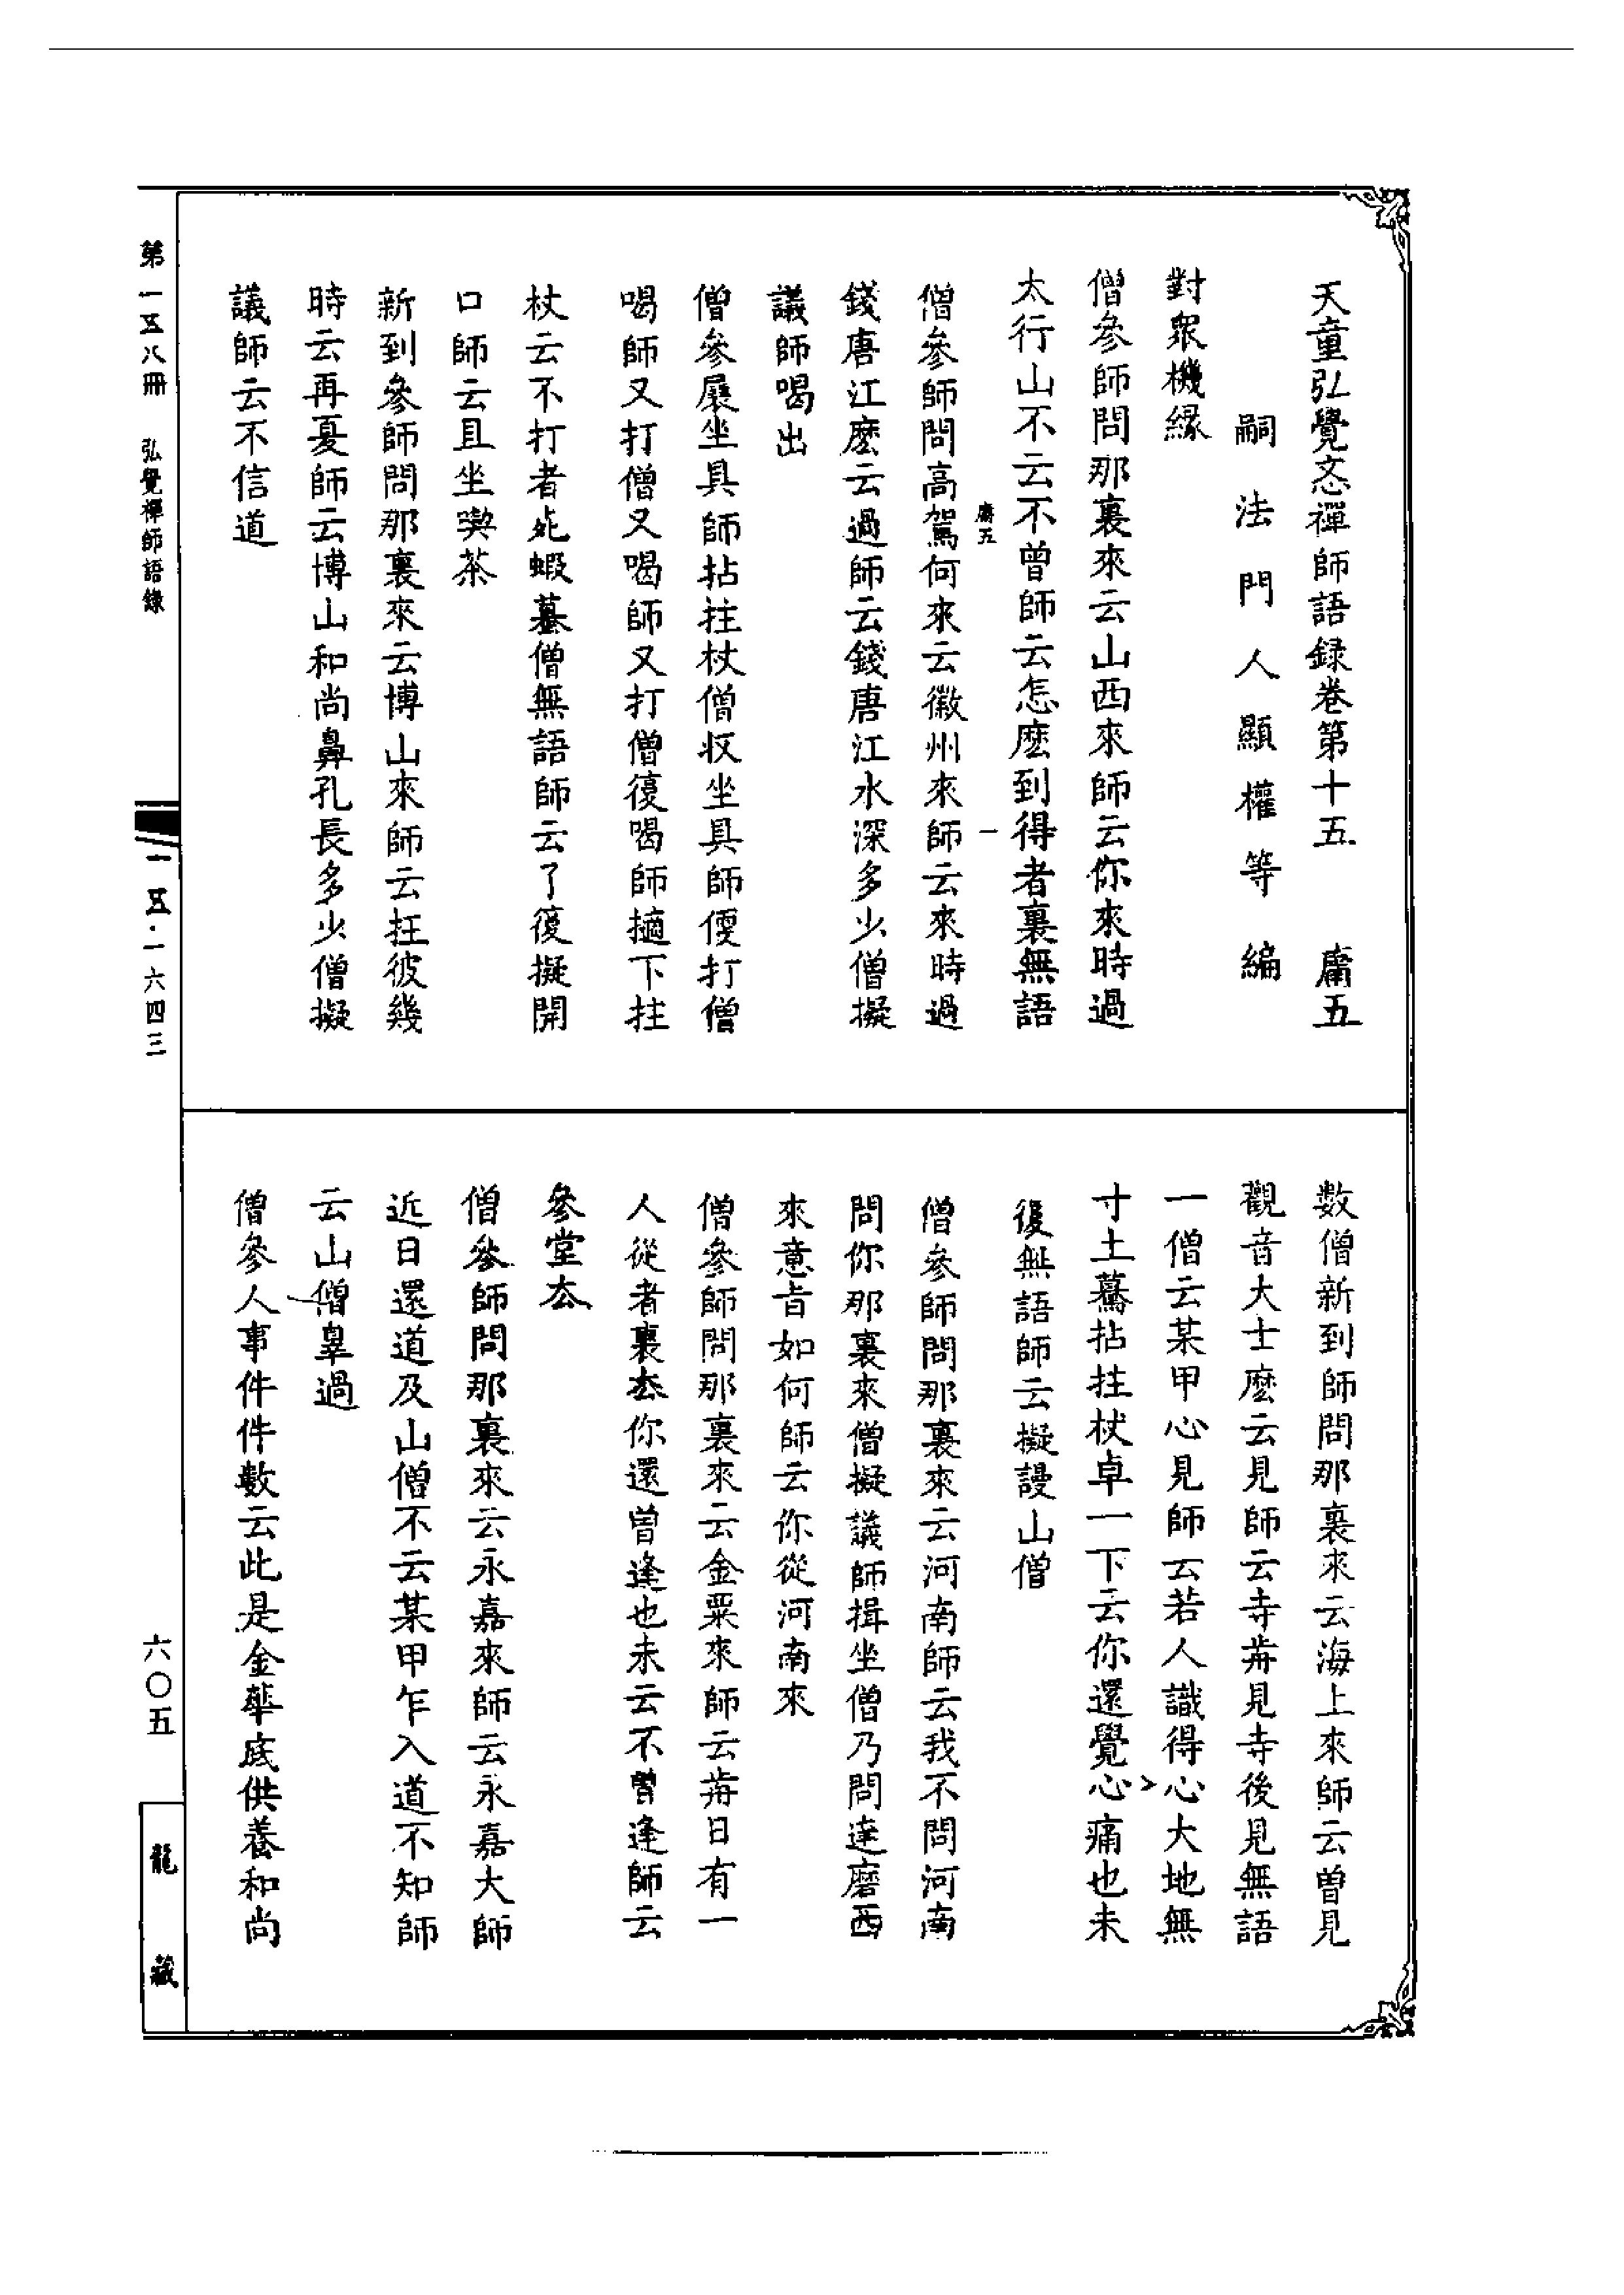 天童弘覺忞禪師語録卷第十五 庸五
嗣法門人顯權等編
對眾機縁
僧參師問那裏來云山西來師云你來時過
太行山不云不曾師云怎麽到得者裏無語
庸五 一
僧參師問高駕何來云徽州來師云來時過
錢唐江麽云過師云錢唐江水深多少僧擬
議師喝出
僧參展坐具師拈拄杖僧収坐具師便打僧
喝師又打僧又喝師又打僧復喝師擿下拄
杖云不打者死蝦蟇僧無語師云了復擬開
口師云且坐喫茶
新到參師問那裏來云博山來師云在彼幾
時云再夏師云博山和尚鼻孔長多少僧擬
議師云不信道
数僧新到師問那裏來云海上來師云曾見
觀音大士麽云見師云寺前見寺後見無語
一僧云某甲心見師云若人識得心大地無
寸土驀拈拄杖卓一下云你還覺心痛也未
後無語師云擬謾山僧
僧參師問那裏來云河南師云我不問河南
問你那裏來僧擬議師揖坐僧乃問達磨西
來意旨如何師云你從河南來
僧參師問那裏來云金粟來師云前日有一
人從者裏去你還曾逢也未云不曾逢師云
參堂去
僧參師問那裏來云永嘉來師云永嘉大師
近日還道及山僧不云某甲乍入道不知師
云山僧辠過
僧參人事件件數云此是金華底供養和尚
第一五八冊 弘覺禪師語錄
一五·一六四三
六〇五
龍藏